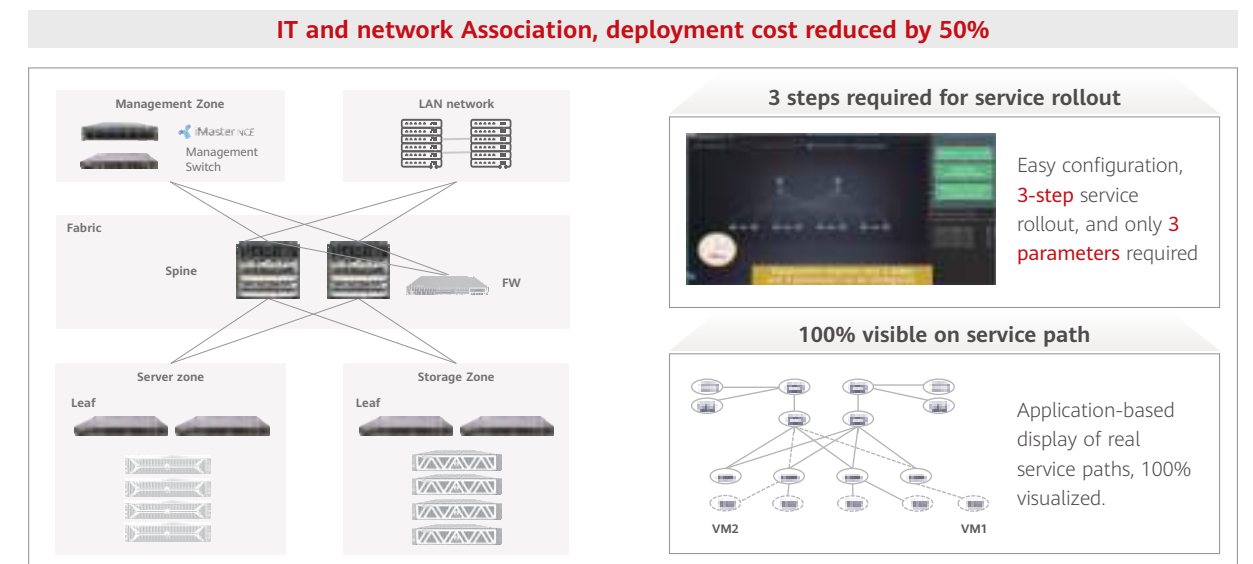 IT and network Association, deployment cost reduced by 50%
Management Zone
iMaster NCE
Management
Switch
LAN network
Fabric
Spine
FW
Server zone
Leaf
Storage Zone
Leaf
3 steps required for service rollout
Easy configuration,
3-step service
rollout, and only 3
parameters required
100% visible on service path
Application-based
display of real
service paths, 100%
visualized.
VM2
VM1